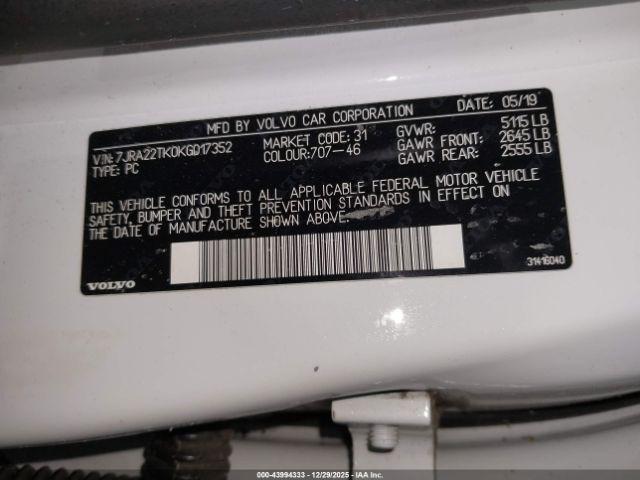 MFD BY VOLVO CAR CORPORATION DATE: 05/19
VIN: 7JRA22TK0KG017352 MARKET CODE: 31 GVWR: 5115 LB
TYPE: PC COLOUR: 707-46 GAWR FRONT: 2645 LB
GAWR REAR: 2555 LB
THIS VEHICLE CONFORMS TO ALL APPLICABLE FEDERAL MOTOR VEHICLE
SAFETY, BUMPER AND THEFT PREVENTION STANDARDS IN EFFECT ON
THE DATE OF MANUFACTURE SHOWN ABOVE.
VOLVO 31416040
000-43994333 - 12/29/2025 - IAA Inc.